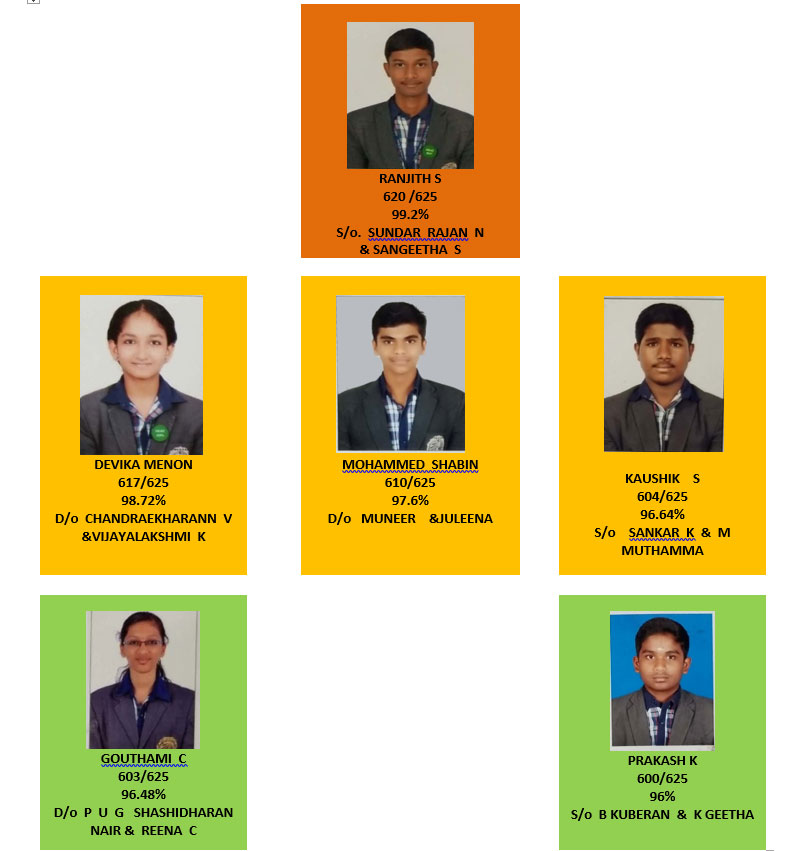 RANJITH S
620 /625
99.2%
S/o. SUNDAR RAJAN N
& SANGEETHA S
DEVIKA MENON
617/625
98.72%
D/o CHANDRAEKHARANN V
&VIJAYALAKSHMI K
MOHAMMED SHABIN
610/625
97.6%
D/o MUNEER &JULEENA
KAUSHIK S
604/625
96.64%
S/o SANKAR K & M
MUTHAMMA
GOUTHAMI C
603/625
96.48%
D/o P U G SHASHIDHARAN
NAIR & REENA C
PRAKASH K
600/625
96%
S/o B KUBERAN & K GEETHA